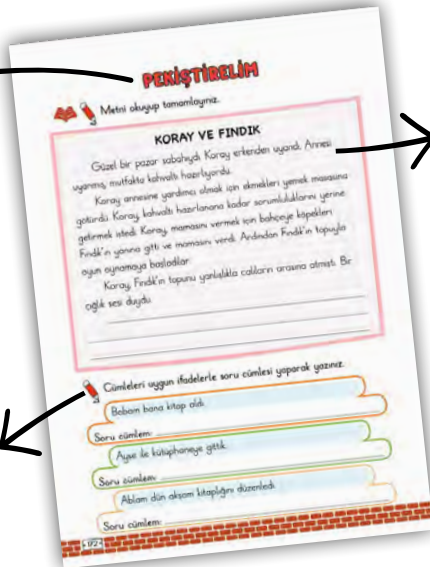 PEKİŞTİRELİM
Metni okuyup tamamlayınız.
KORAY VE FINDIK
Güzel bir pazar sabahıydı. Koray erkenden uyandı. Annesi
uyanmış, mutfakta kahvaltı hazırlıyordu.
Koray annesine yardımcı olmak için ekmekleri yemek masasına
götürdü. Koray, kahvaltı hazırlanana kadar sorumluluklarını yerine
getirmek istedi. Koray, mamasını vermek için bahçeye köpekleri
Fındık'ın yanına gitti ve mamasını verdi. Ardından Fındık'ın topuyla
oyun oynamaya başladılar.
Koray, Fındık'ın topunu yanlışlıkla çalıların arasına atmıştı. Bir
çığlık sesi duydu.
Cümleleri uygun ifadelerle soru cümlesi yaparak yazınız.
Babam bana kitap aldı.
Soru cümlem:
Ayşe ile kütüphaneye gittik.
Soru cümlem:
Ablam dün akşam kitaplığını düzenledi.
Soru cümlem:
172